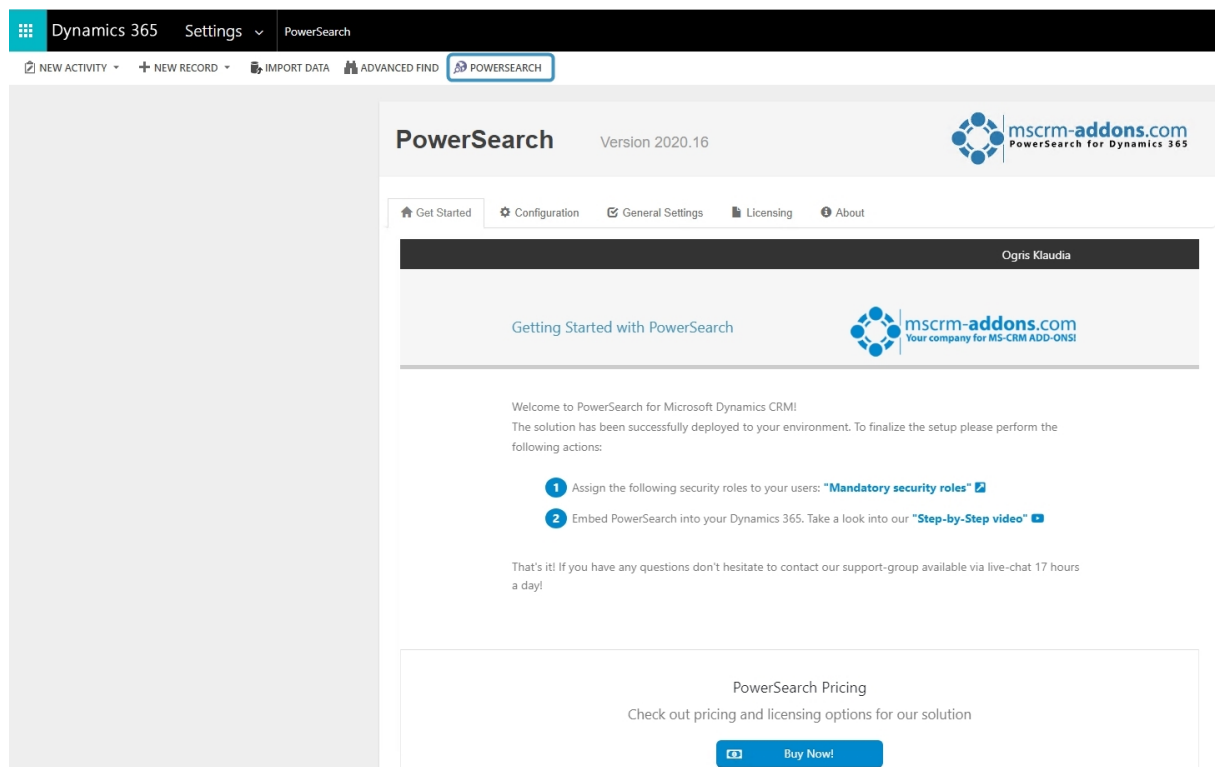 Dynamics 365 Settings PowerSearch
NEW ACTIVITY NEW RECORD IMPORT DATA ADVANCED FIND POWERSEARCH
PowerSearch Version 2020.16
mscrm-addons.com
PowerSearch for Dynamics 365
Get Started Configuration General Settings Licensing About
Ogris Klaudia
Getting Started with PowerSearch
mscrm-addons.com
Your company for MS-CRM ADD-ONS!
Welcome to PowerSearch for Microsoft Dynamics CRM!
The solution has been successfully deployed to your environment. To finalize the setup please perform the
following actions:
1 Assign the following security roles to your users: "Mandatory security roles"
2 Embed PowerSearch into your Dynamics 365. Take a look into our "Step-by-Step video"
That's it! If you have any questions don't hesitate to contact our support-group available via live-chat 17 hours
a day!
PowerSearch Pricing
Check out pricing and licensing options for our solution
Buy Now!